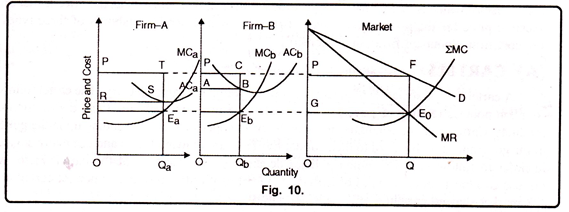 Firm–A Firm–B Market
MCa MCb ACb ΣMC
P T P C P F
S ACa A B D
R G
Ea Eb E0
MR
O Qa O Qb O Q
Price and Cost
Quantity
Fig. 10.